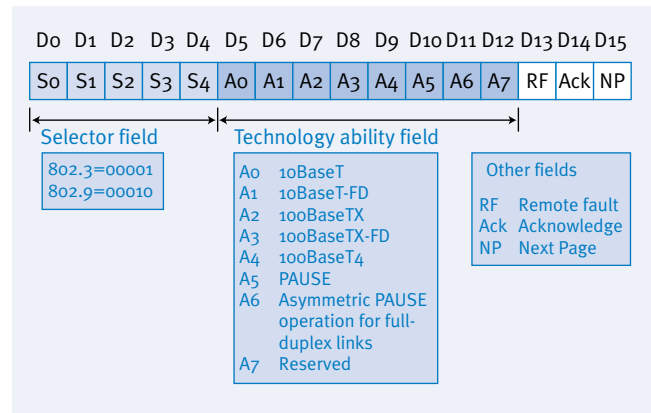 D0 D1 D2 D3 D4 D5 D6 D7 D8 D9 D10 D11 D12 D13 D14 D15
S0 S1 S2 S3 S4 A0 A1 A2 A3 A4 A5 A6 A7 RF Ack NP
Selector field
802.3=00001
802.9=00010
Technology ability field
A0 10BaseT
A1 10BaseT-FD
A2 100BaseTX
A3 100BaseTX-FD
A4 100BaseT4
A5 PAUSE
A6 Asymmetric PAUSE
operation for full-
duplex links
A7 Reserved
Other fields
RF Remote fault
Ack Acknowledge
NP Next Page